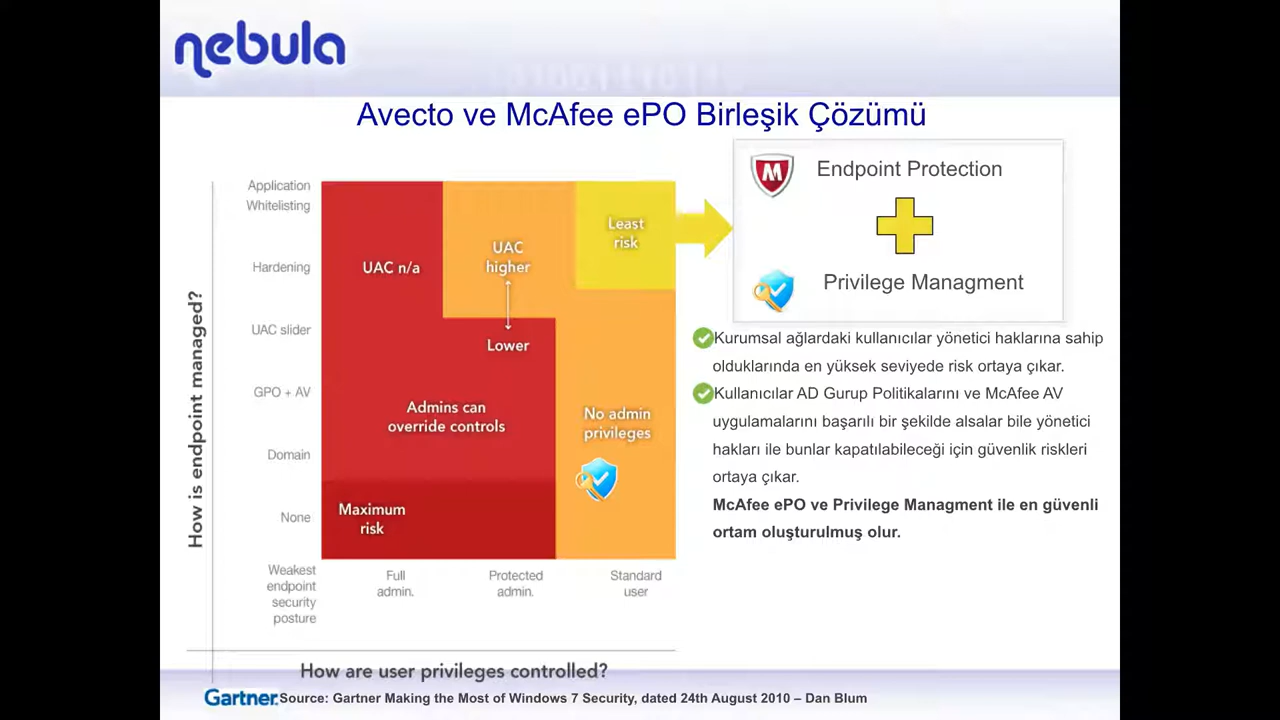 nebula
Avecto ve McAfee ePO Birleşik Çözümü
Application
Whitelisting
Hardening
UAC slider
GPO + AV
Domain
None
Weakest
endpoint
security
posture
How is endpoint managed?
UAC n/a
UAC
higher
Lower
Least
risk
Admins can
override controls
No admin
privileges
Maximum
risk
Full
admin.
Protected
admin.
Standard
user
How are user privileges controlled?
M
Endpoint Protection
Privilege Managment
Kurumsal ağlardaki kullanıcılar yönetici haklarına sahip
olduklarında en yüksek seviyede risk ortaya çıkar.
Kullanıcılar AD Gurup Politikalarını ve McAfee AV
uygulamalarını başarılı bir şekilde alsalar bile yönetici
hakları ile bunlar kapatılabileceği için güvenlik riskleri
ortaya çıkar.
McAfee ePO ve Privilege Managment ile en güvenli
ortam oluşturulmuş olur.
Gartner. Source: Gartner Making the Most of Windows 7 Security, dated 24th August 2010 – Dan Blum